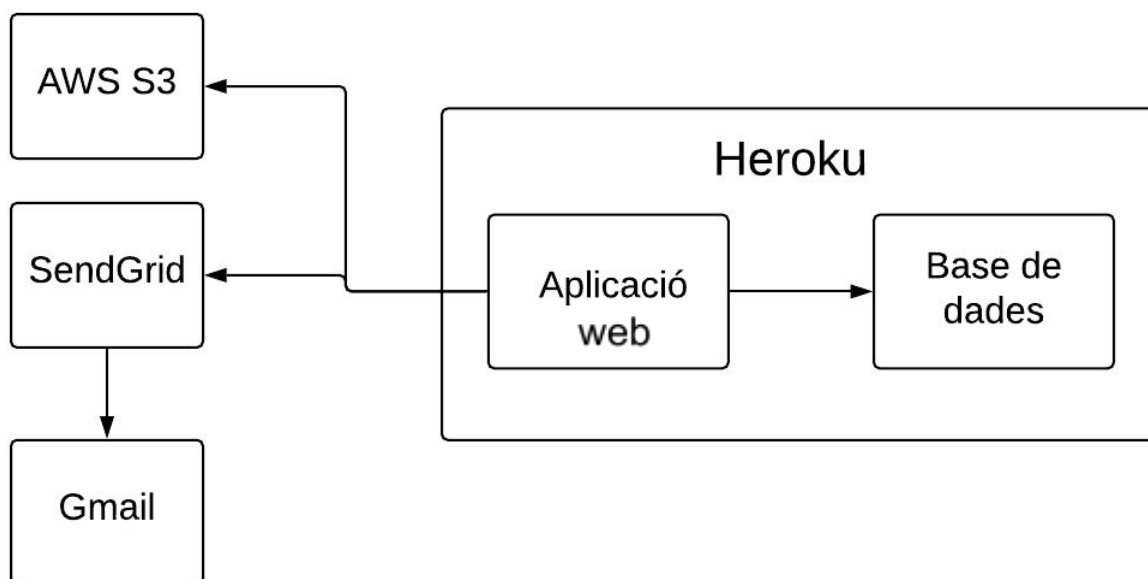 AWS S3
Heroku
SendGrid
Aplicació
web
Base de
dades
Gmail